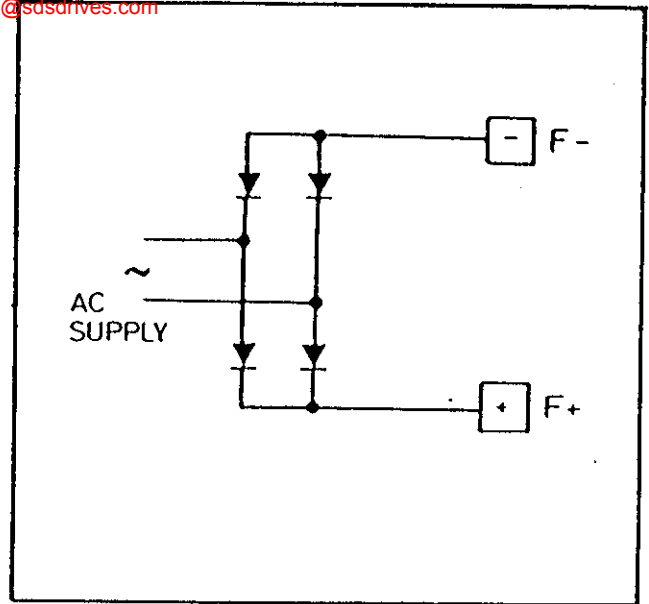 @sdsdrives.com
- F-
~
AC
SUPPLY
+ F+